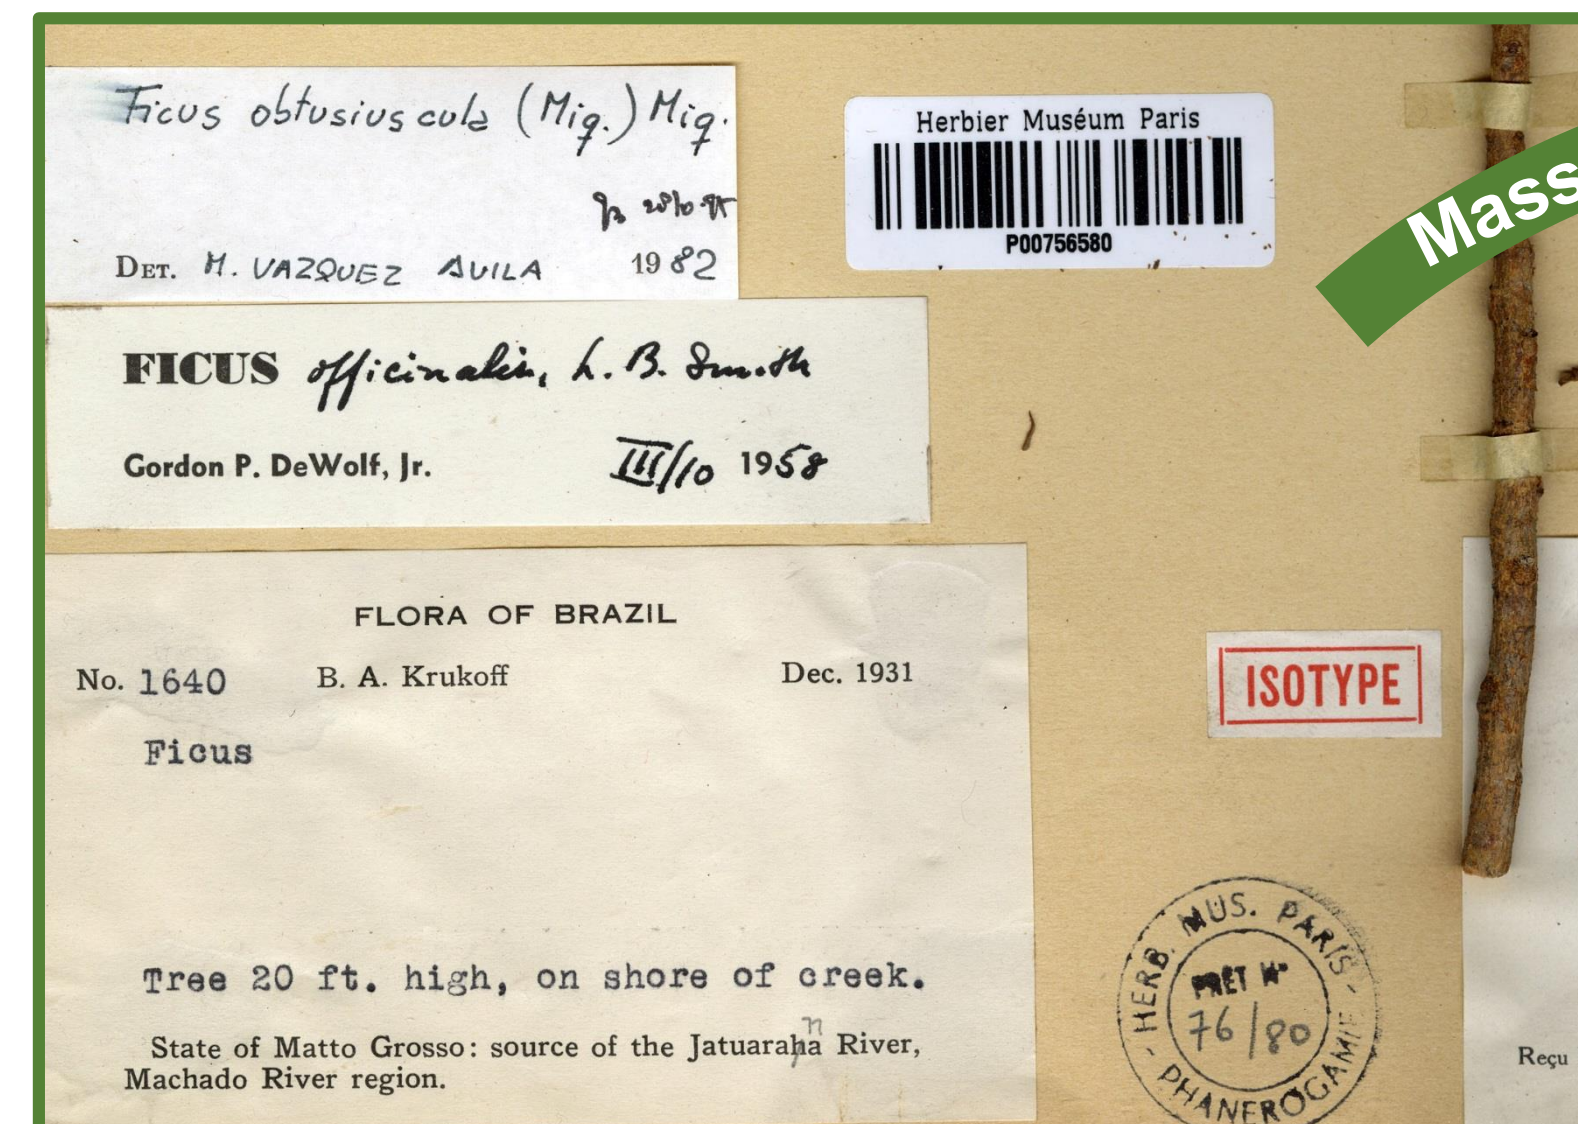 Ficus obtusiuscula (Miq.) Miq.
DET. M. VAZQUEZ AVILA 1982
FICUS officinalis, L. B. Smith
Gordon P. DeWolf, Jr. III/10 1958
Herbier Muséum Paris
P00756580
Mass
FLORA OF BRAZIL
No. 1640 B. A. Krukoff Dec. 1931
Ficus
Tree 20 ft. high, on shore of creek.
State of Matto Grosso: source of the Jatuaraha River,
n
Machado River region.
ISOTYPE
HERB. MUS. PARIS - PHANEROGAMIE -
PRET No
76/80
Reçu